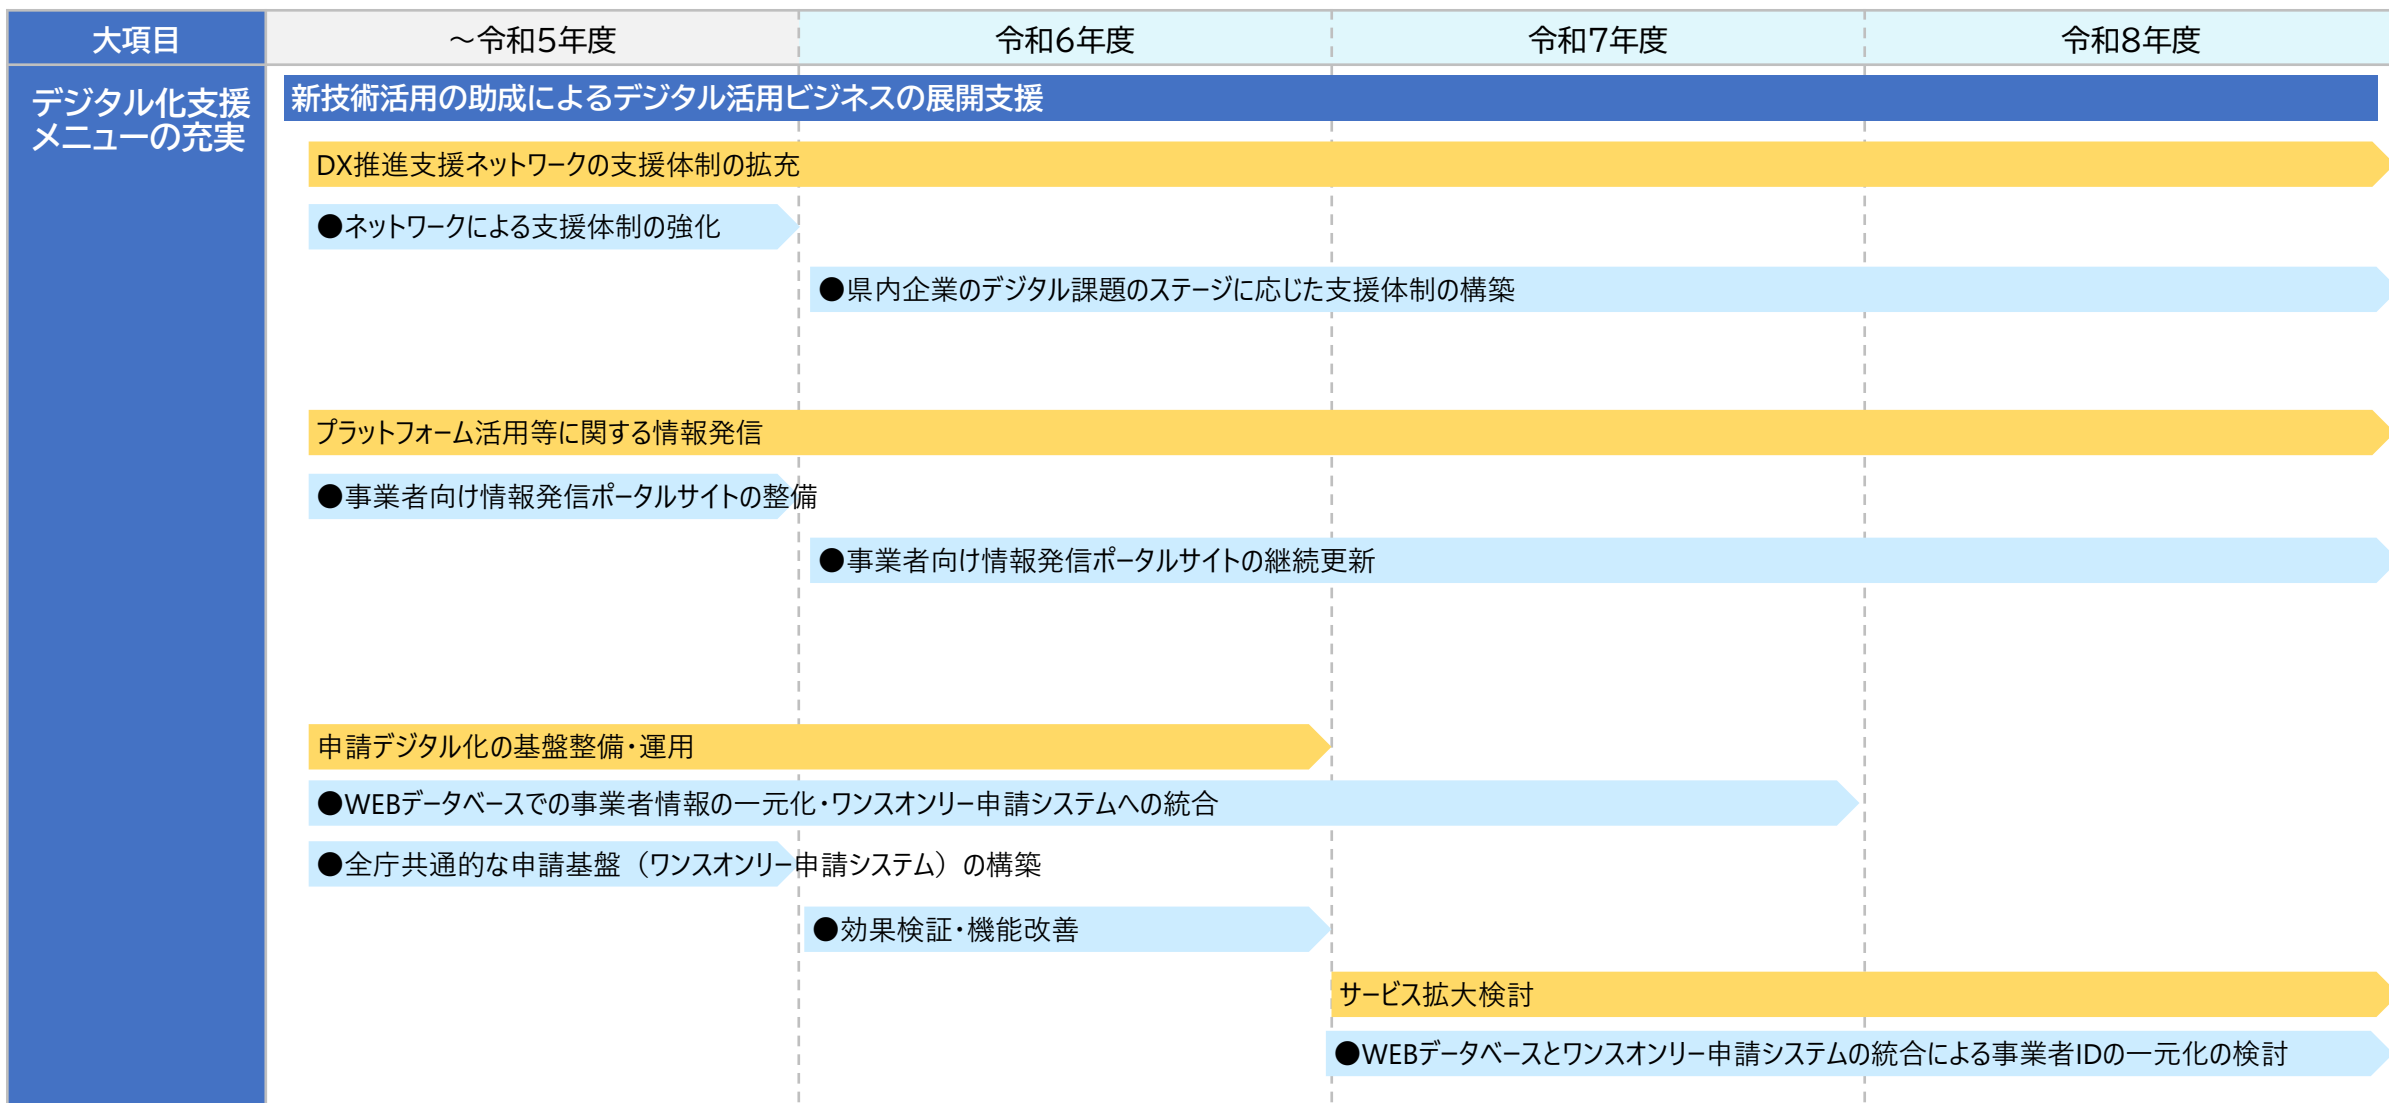 大項目
～令和5年度
令和6年度
令和7年度
令和8年度
デジタル化支援
メニューの充実
新技術活用の助成によるデジタル活用ビジネスの展開支援
DX推進支援ネットワークの支援体制の拡充
●ネットワークによる支援体制の強化
●県内企業のデジタル課題のステージに応じた支援体制の構築
プラットフォーム活用等に関する情報発信
●事業者向け情報発信ポータルサイトの整備
●事業者向け情報発信ポータルサイトの継続更新
申請デジタル化の基盤整備・運用
●WEBデータベースでの事業者情報の一元化・ワンスオンリー申請システムへの統合
●全庁共通的な申請基盤（ワンスオンリー申請システム）の構築
●効果検証・機能改善
サービス拡大検討
●WEBデータベースとワンスオンリー申請システムの統合による事業者IDの一元化の検討